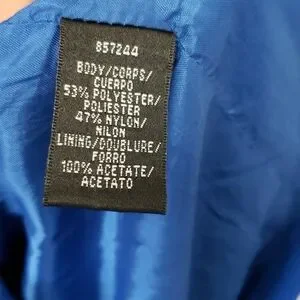 857244
BODY/CORPS/
CUERPO
53% POLYESTER/
POLIESTER
47% NYLON/
NILON
LINING/DOUBLURE/
FORRO
100% ACETATE/
ACETATO